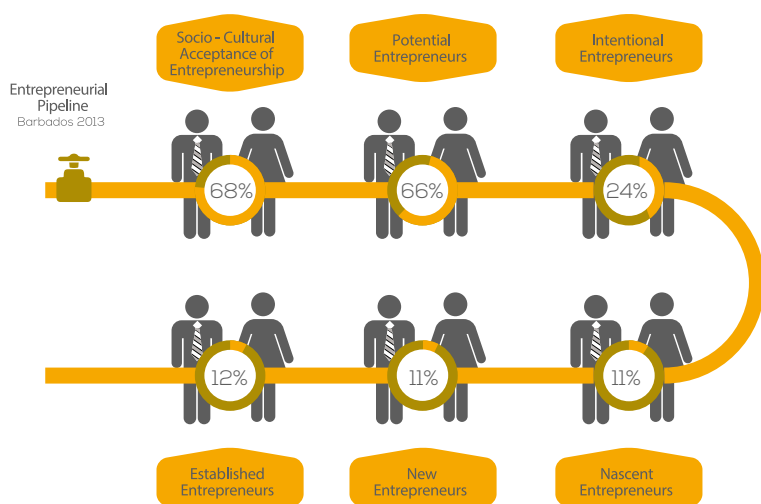 Socio - Cultural
Acceptance of
Entrepreneurship
Potential
Entrepreneurs
Intentional
Entrepreneurs
Entrepreneurial
Pipeline
Barbados 2013
68%
66%
24%
12%
11%
11%
Established
Entrepreneurs
New
Entrepreneurs
Nascent
Entrepreneurs